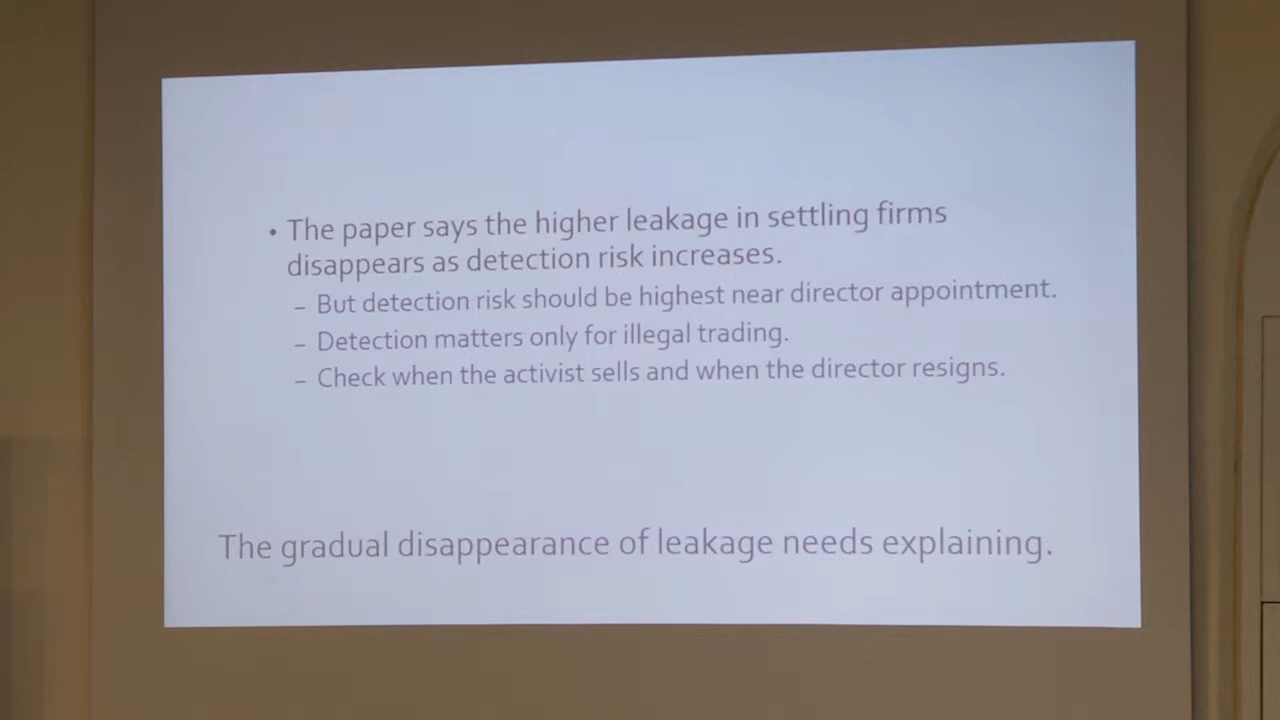 • The paper says the higher leakage in settling firms
disappears as detection risk increases.
– But detection risk should be highest near director appointment.
– Detection matters only for illegal trading.
– Check when the activist sells and when the director resigns.
The gradual disappearance of leakage needs explaining.